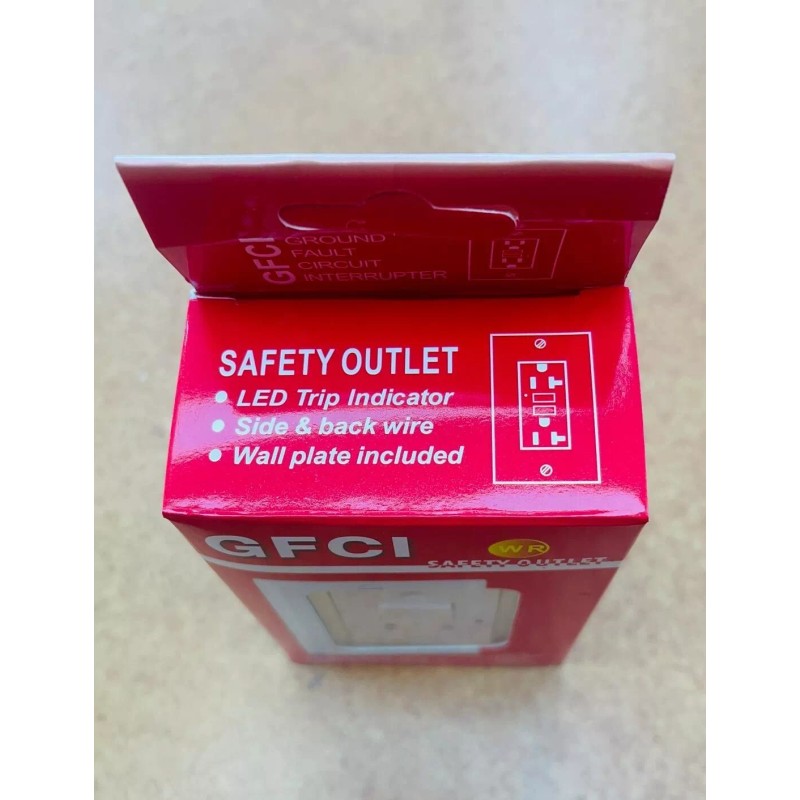 GFCI
GROUND
FAULT
CIRCUIT
INTERRUPTER
SAFETY OUTLET
• LED Trip Indicator
• Side & back wire
• Wall plate included
GFCI
WR
SAFETY OUTLET